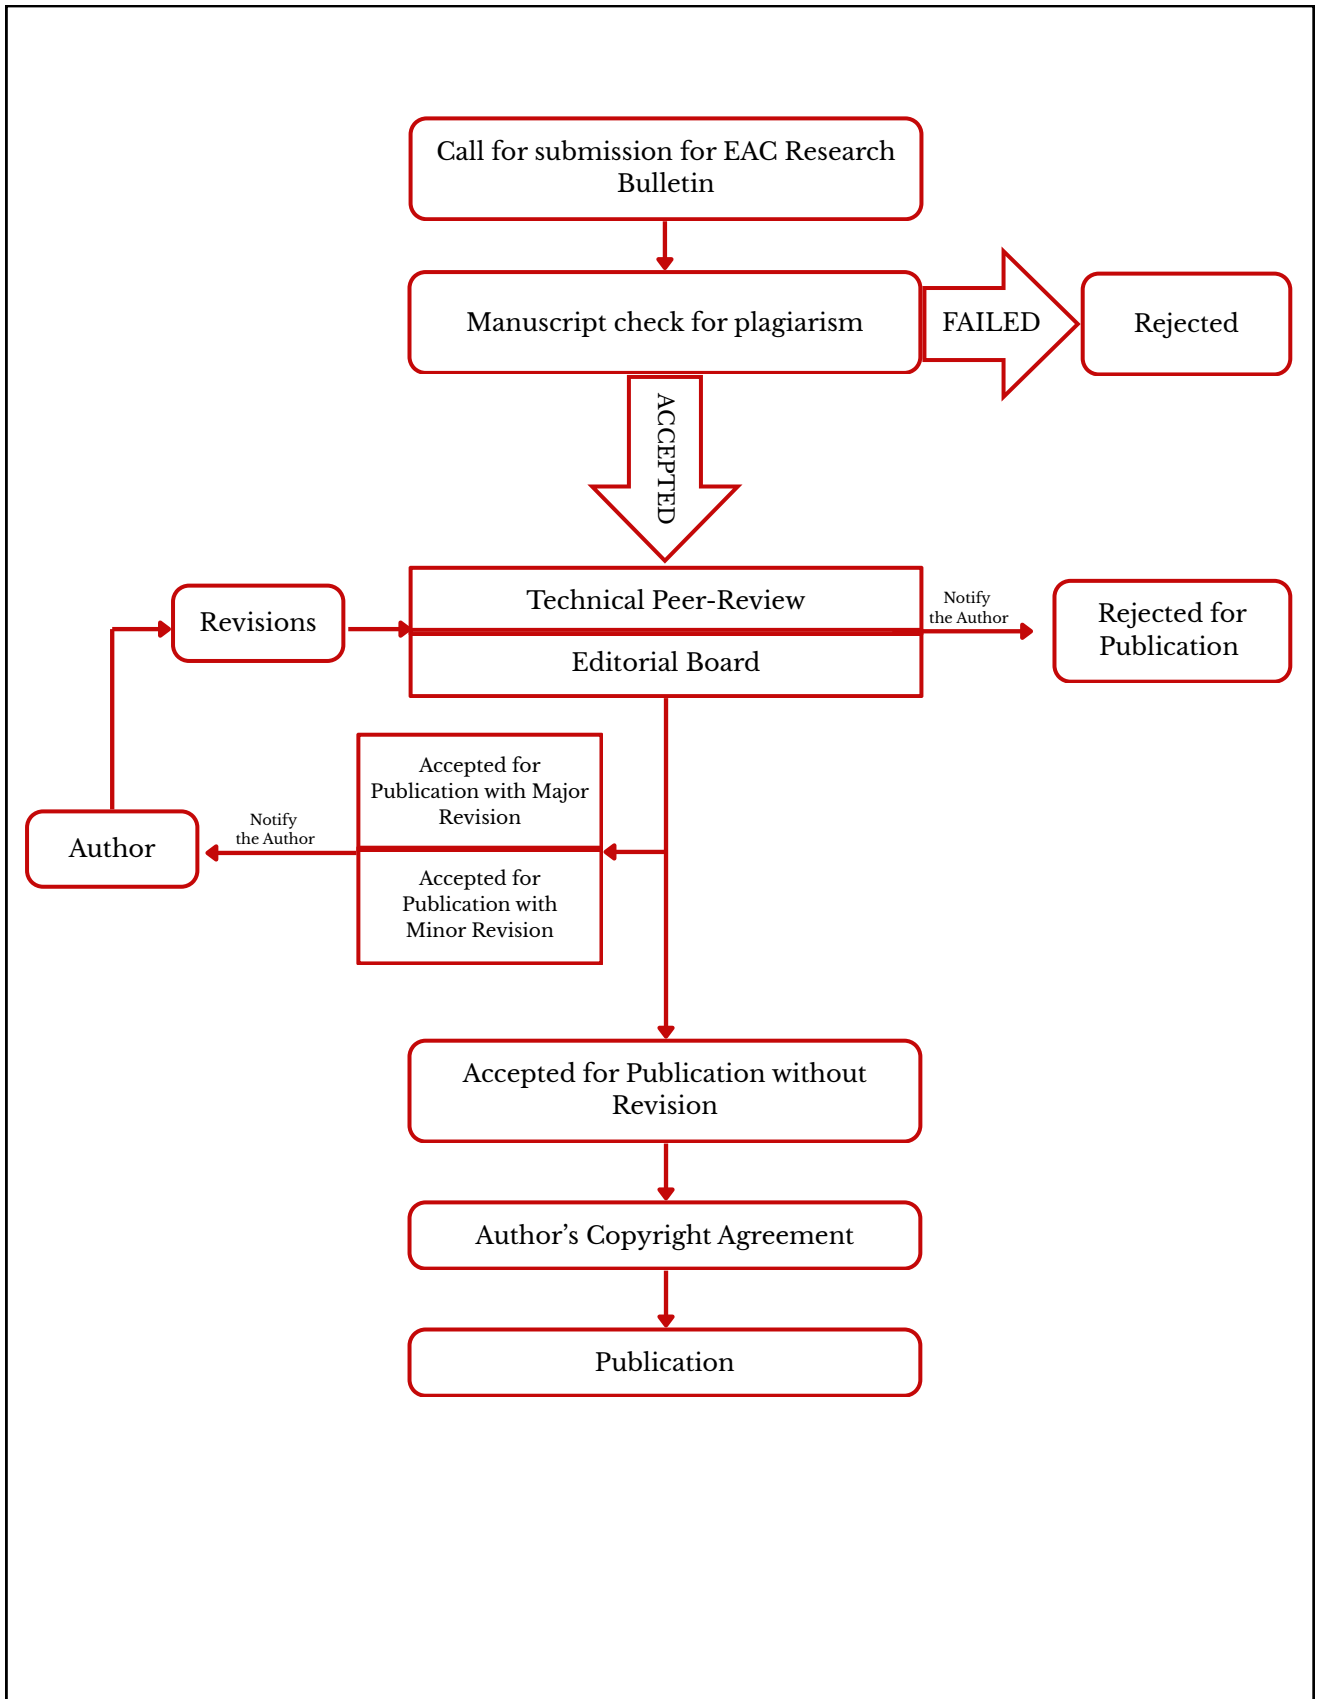 Call for submission for EAC Research
Bulletin
Manuscript check for plagiarism
FAILED
Rejected
ACCEPTED
Technical Peer-Review
Editorial Board
Notify
the Author
Rejected for
Publication
Revisions
Accepted for
Publication with Major
Revision
Accepted for
Publication with
Minor Revision
Notify
the Author
Author
Accepted for Publication without
Revision
Author’s Copyright Agreement
Publication